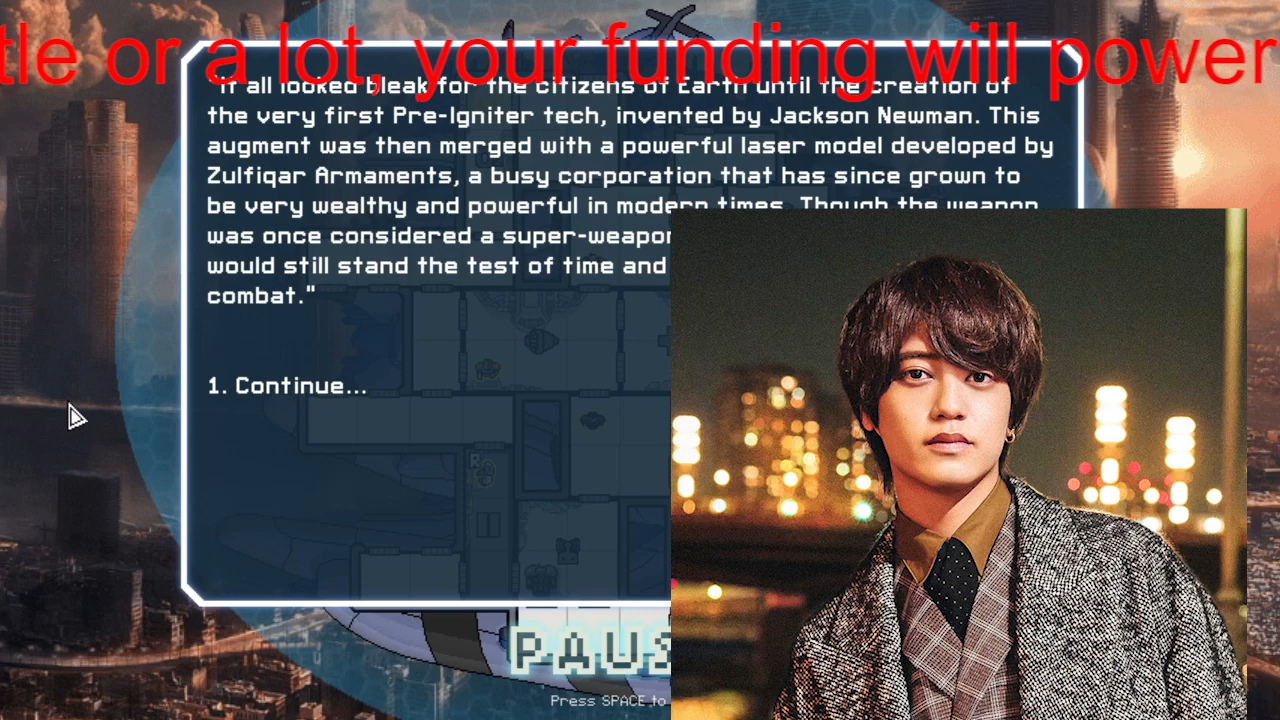 tle or a lot, your funding will power
"It all looked bleak for the citizens of Earth until the creation of
the very first Pre-Igniter tech, invented by Jackson Newman. This
augment was then merged with a powerful laser model developed by
Zulfiqar Armaments, a busy corporation that has since grown to
be very wealthy and powerful in modern times. Though the weapon
was once considered a super-weapon
would still stand the test of time and
combat."
1. Continue...
PAUS
Press SPACE to